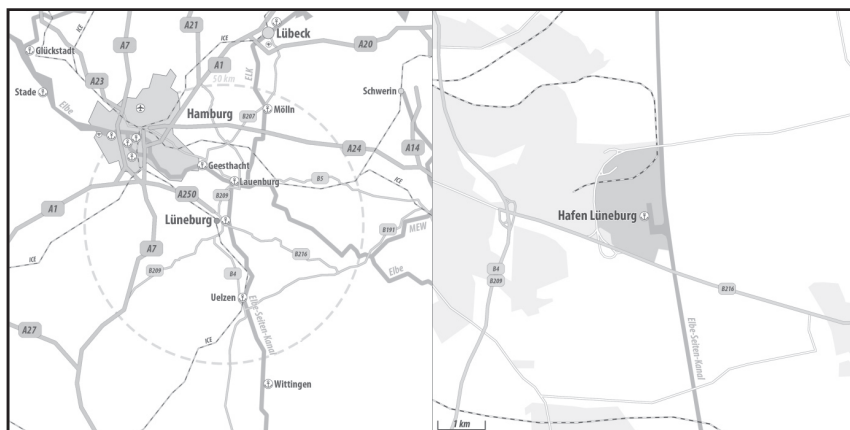 A21
A7
ICE
Lübeck
Glückstadt
A20
A1
50 km
ELK
A23
Stade
Schwerin
Elbe
Hamburg
Mölln
B207
A24
A14
Geesthacht
Lauenburg
B5
A250
B209
ICE
A1
Lüneburg
B191
MEW
A7
B216
B209
B4
Elbe
Uelzen
Elbe-Seiten-Kanal
A27
ICE
Wittingen
Hafen Lüneburg
B4
B209
B216
Elbe-Seiten-Kanal
1 km